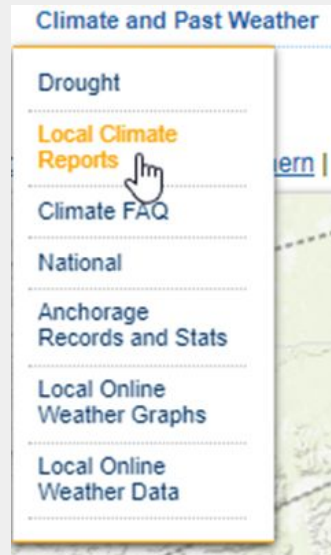 Climate and Past Weather
Drought
Local Climate
Reports
ern |
Climate FAQ
National
Anchorage
Records and Stats
Local Online
Weather Graphs
Local Online
Weather Data